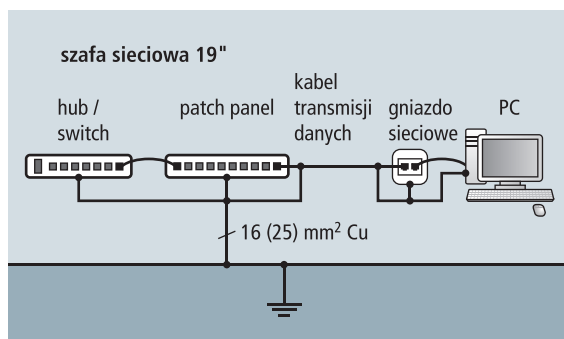 szafa sieciowa 19"
hub /
switch
patch panel
kabel
transmisji
danych
gniazdo
sieciowe
PC
16 (25) mm² Cu